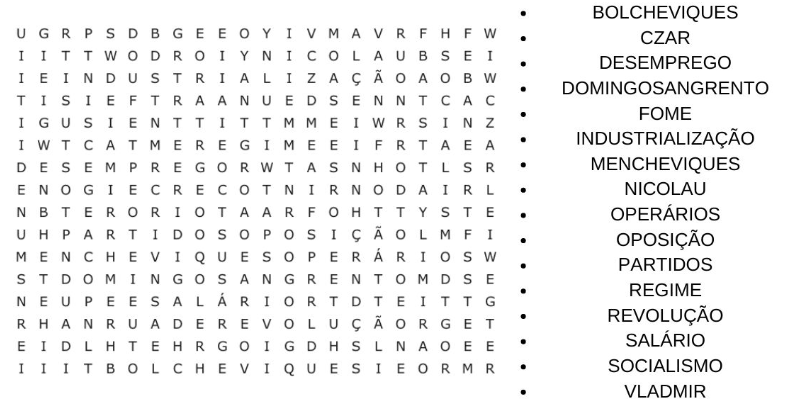 U G R P S D B G E E O Y I V M A V R F H F W
I I T T W O D R O I Y N I C O L A U B S E I
I E I N D U S T R I A L I Z A Ç Ã O A O B W
T I S I E F T R A A N U E D S E N N T C A C
I G U S I E N T T I T T M M E I W R S I N Z
I W T C A T M E R E G I M E E I F R T A E A
D E S E M P R E G O R W T A S N H O T L S R
E N O G I E C R E C O T N I R N O D A I R L
N B T E R O R I O T A A R F O H T T Y S T E
U H P A R T I D O S O P O S I Ç Ã O L M F I
M E N C H E V I Q U E S O P E R Á R I O S W
S T D O M I N G O S A N G R E N T O M D S E
N E U P E E S A L Á R I O R T D T E I T T G
R H A N R U A D E R E V O L U Ç Ã O R G E T
E I D L H T E H R G O I G D H S L N A O E E
I I I T B O L C H E V I Q U E S I E O R M R
• BOLCHEVIQUES
• CZAR
• DESEMPREGO
• DOMINGOSANGRENTO
• FOME
• INDUSTRIALIZAÇÃO
• MENCHEVIQUES
• NICOLAU
• OPERÁRIOS
• OPOSIÇÃO
• PARTIDOS
• REGIME
• REVOLUÇÃO
• SALÁRIO
• SOCIALISMO
• VLADMIR